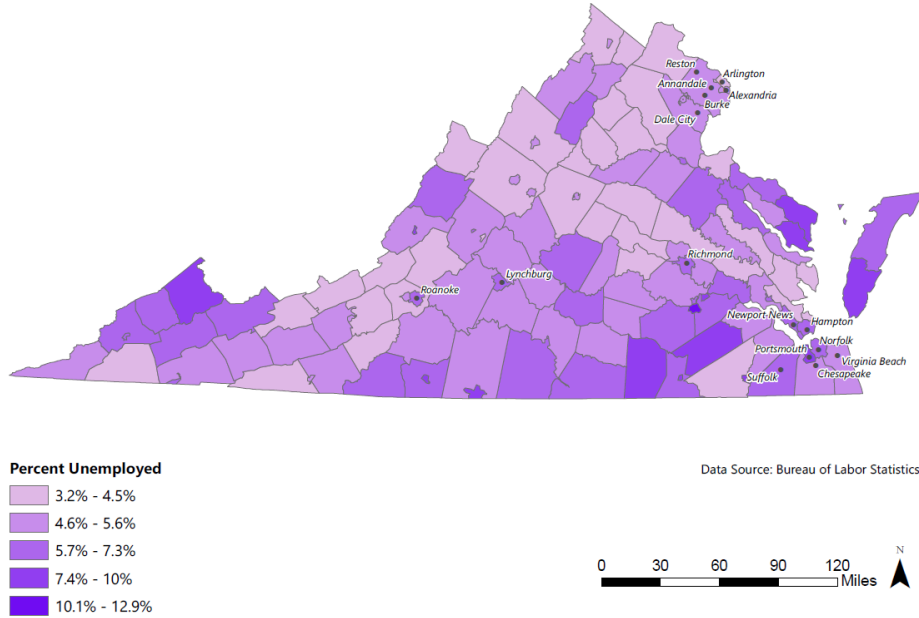 Reston
Arlington
Annandale
Alexandria
Burke
Dale City
Richmond
Lynchburg
Roanoke
Newport News
Hampton
Norfolk
Portsmouth
Virginia Beach
Suffolk
Chesapeake
Percent Unemployed
Data Source: Bureau of Labor Statistics
3.2% - 4.5%
4.6% - 5.6%
5.7% - 7.3%
7.4% - 10%
10.1% - 12.9%
N
0 30 60 90 120
Miles